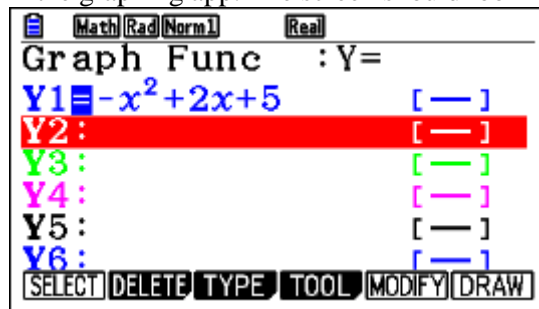 Math Rad Norm1 Real
Graph Func :Y=
Y1=-x²+2x+5 [—]
Y2: [—]
Y3: [—]
Y4: [—]
Y5: [—]
Y6: [—]
SELECT DELETE TYPE TOOL MODIFY DRAW